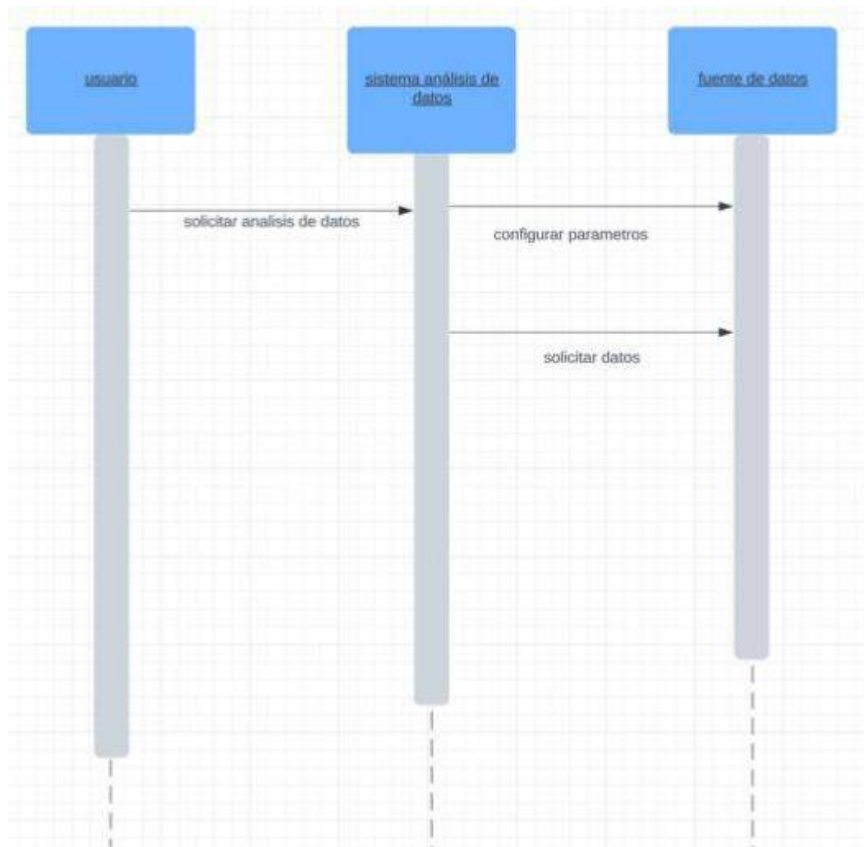 usuario
sistema análisis de
datos
fuente de datos
solicitar analisis de datos
configurar parametros
solicitar datos